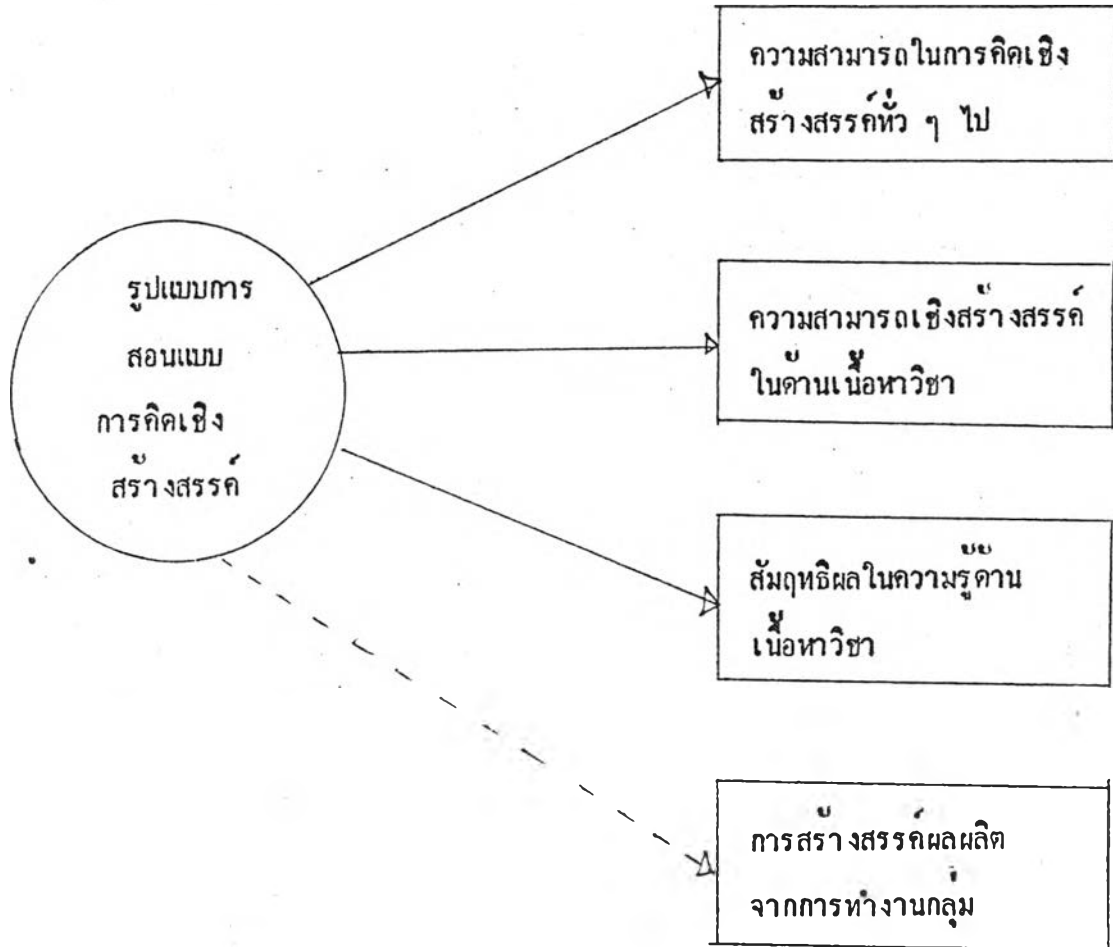 ความสามารถในการคิดเชิง
สร้างสรรค์ทั่ว ๆ ไป
รูปแบบการ
สอนแบบ
การคิดเชิง
สร้างสรรค์
ความสามารถเชิงสร้างสรรค์
ในด้านเนื้อหาวิชา
สัมฤทธิผลในความรู้ด้าน
เนื้อหาวิชา
การสร้างสรรค์ผลผลิต
จากการทำงานกลุ่ม